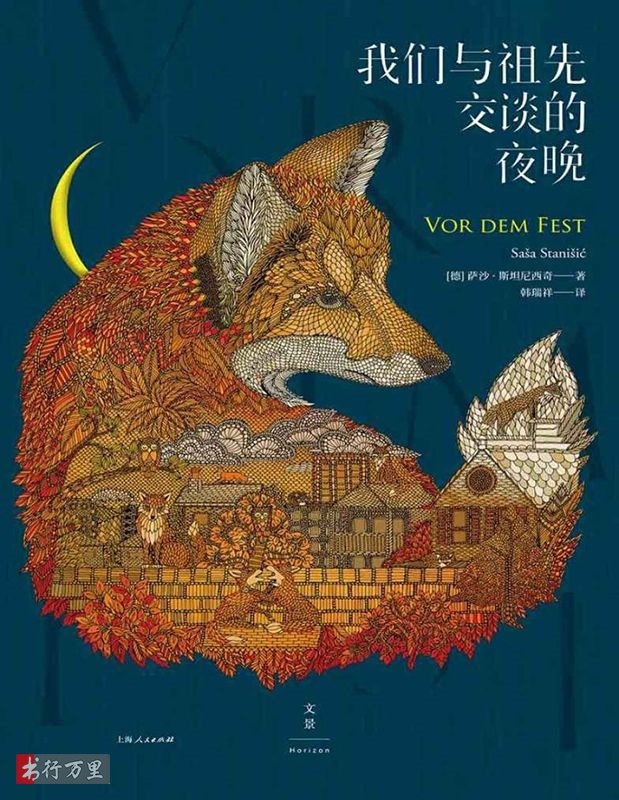 我们与祖先
交谈的
夜晚
VOR DEM FEST
Saša Stanišić
[德] 萨沙·斯坦尼西奇——著
韩瑞祥——译
文
景
Horizon
上海人民出版社
书行万里